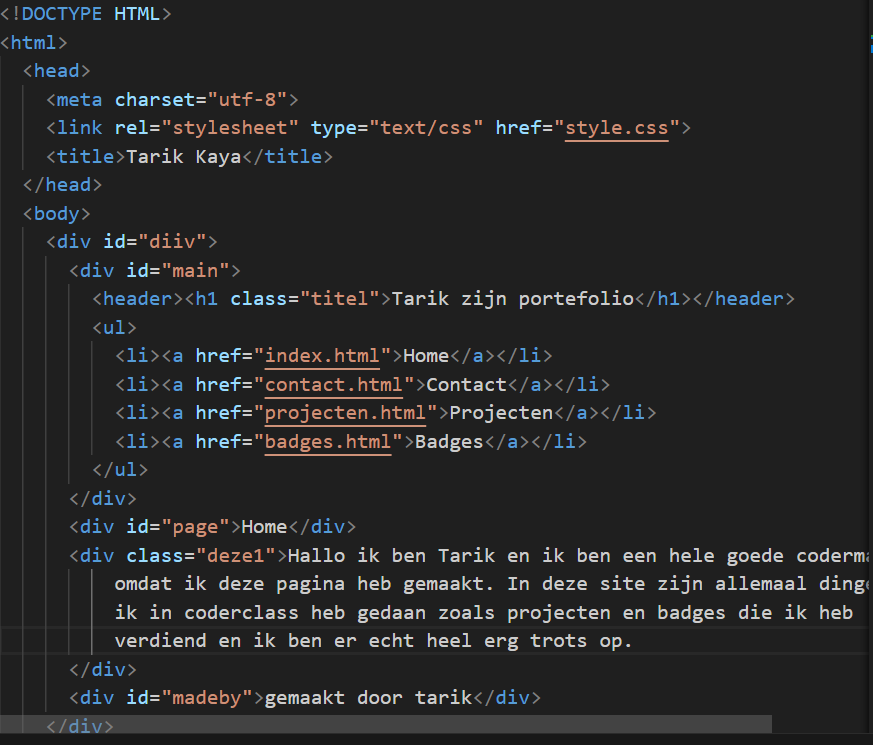 <!DOCTYPE HTML>
<html>
<head>
<meta charset="utf-8">
<link rel="stylesheet" type="text/css" href="style.css">
<title>Tarik Kaya</title>
</head>
<body>
<div id="diiv">
<div id="main">
<header><h1 class="titel">Tarik zijn portefolio</h1></header>
<ul>
<li><a href="index.html">Home</a></li>
<li><a href="contact.html">Contact</a></li>
<li><a href="projecten.html">Projecten</a></li>
<li><a href="badges.html">Badges</a></li>
</ul>
</div>
<div id="page">Home</div>
<div class="deze1">Hallo ik ben Tarik en ik ben een hele goede
omdat ik deze pagina heb gemaakt. In deze site zijn allemaal
ik in coderclass heb gedaan zoals projecten en badges die ik heb
verdiend en ik ben er echt heel erg trots op.
</div>
<div id="madeby">gemaakt door tarik</div>
</div>